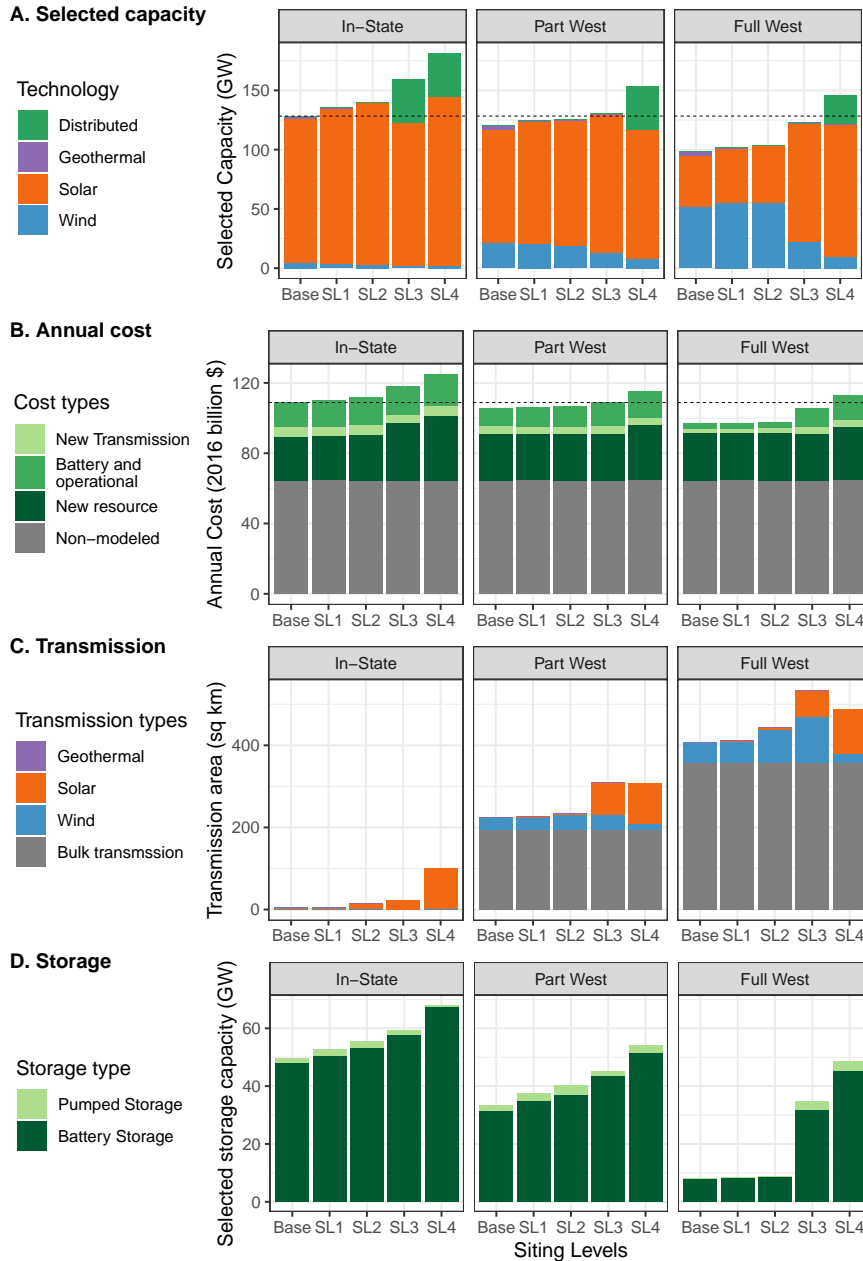 A. Selected capacity
Technology
Distributed
Geothermal
Solar
Wind
Selected Capacity (GW)
In−State
Part West
Full West
150
100
50
0
Base SL1 SL2 SL3 SL4
Base SL1 SL2 SL3 SL4
Base SL1 SL2 SL3 SL4
B. Annual cost
Cost types
New Transmission
Battery and
operational
New resource
Non−modeled
Annual Cost (2016 billion $)
In−State
Part West
Full West
120
80
40
0
Base SL1 SL2 SL3 SL4
Base SL1 SL2 SL3 SL4
Base SL1 SL2 SL3 SL4
C. Transmission
Transmission types
Geothermal
Solar
Wind
Bulk transmssion
Transmission area (sq km)
In−State
Part West
Full West
400
200
0
Base SL1 SL2 SL3 SL4
Base SL1 SL2 SL3 SL4
Base SL1 SL2 SL3 SL4
D. Storage
Storage type
Pumped Storage
Battery Storage
Selected storage capacity (GW)
In−State
Part West
Full West
60
40
20
0
Base SL1 SL2 SL3 SL4
Base SL1 SL2 SL3 SL4
Base SL1 SL2 SL3 SL4
Siting Levels